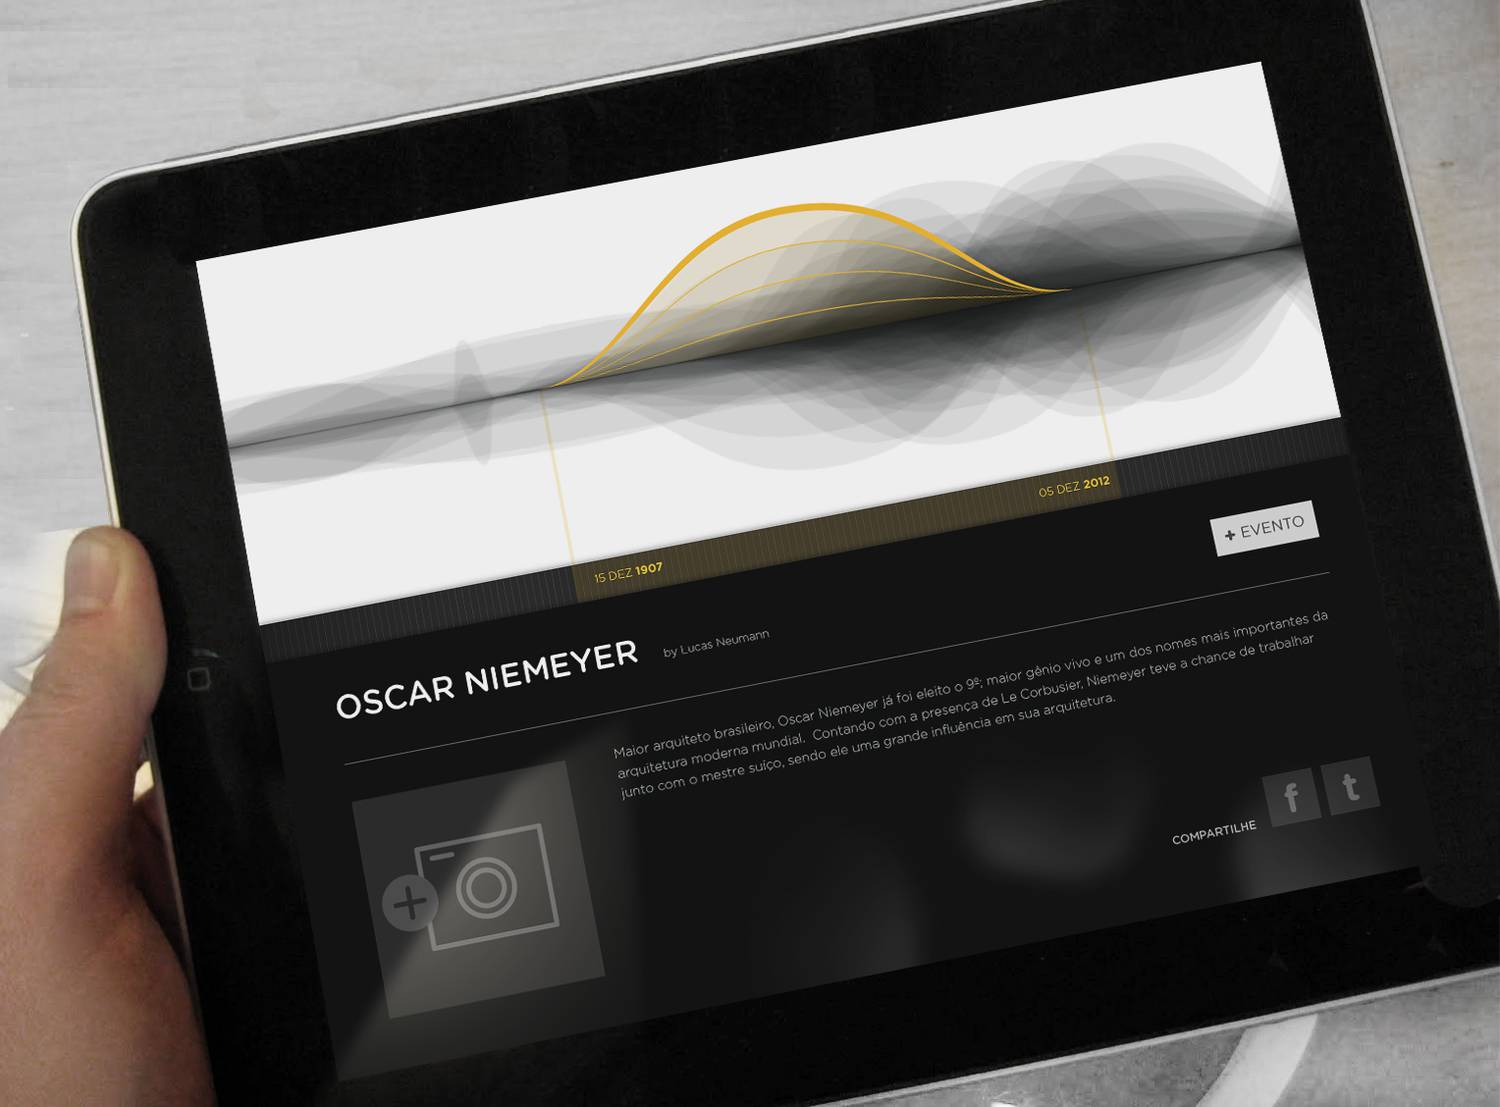 05 DEZ 2012
15 DEZ 1907
+ EVENTO
OSCAR NIEMEYER by Lucas Neumann
Maior arquiteto brasileiro, Oscar Niemeyer já foi eleito o 9º; maior gênio vivo e um dos nomes mais importantes da
arquitetura moderna mundial. Contando com a presença de Le Corbusier, Niemeyer teve a chance de trabalhar
junto com o mestre suíço, sendo ele uma grande influência em sua arquitetura.
COMPARTILHE f t